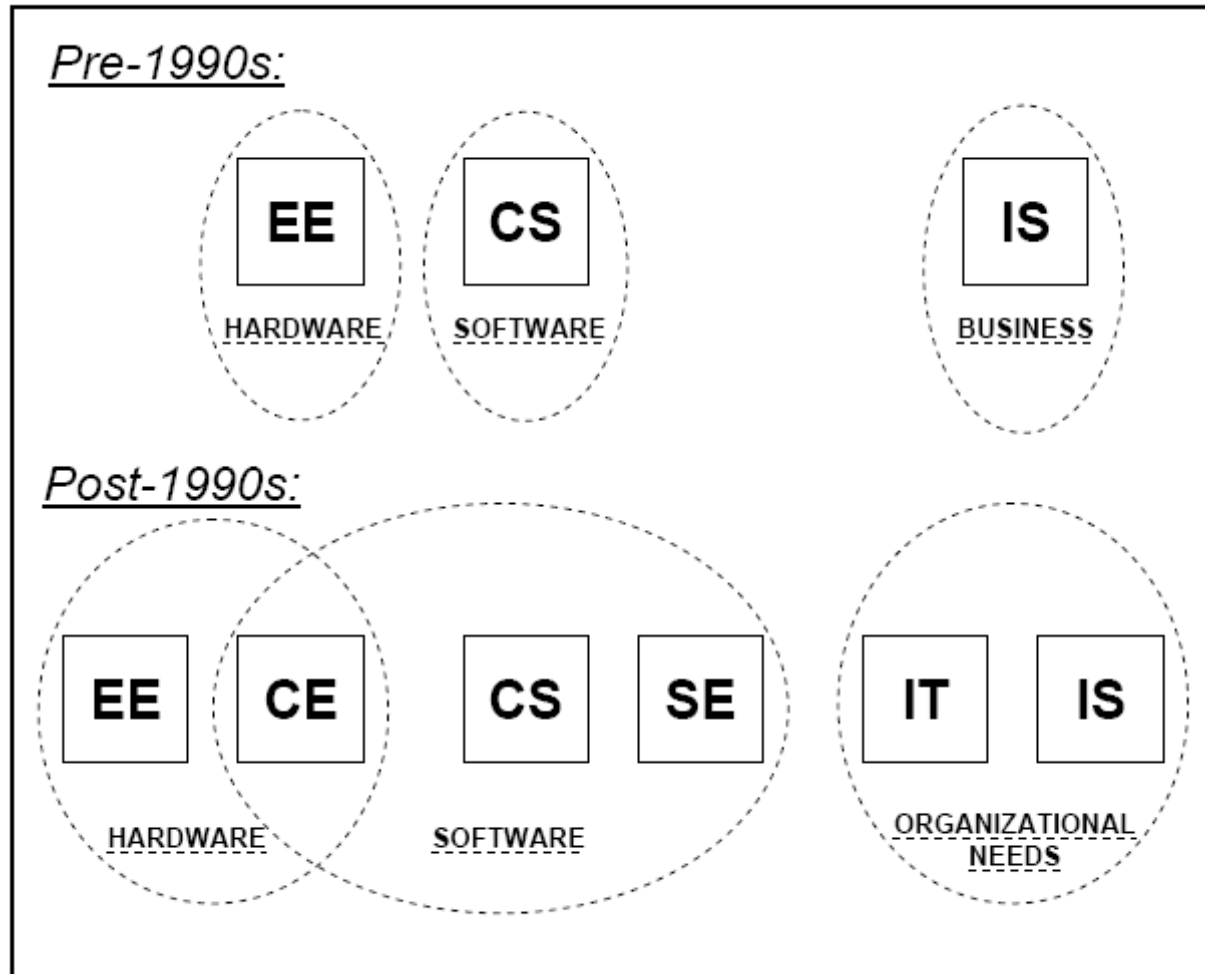 Pre-1990s:
EE CS IS
HARDWARE SOFTWARE BUSINESS
Post-1990s:
EE CE CS SE IT IS
HARDWARE SOFTWARE ORGANIZATIONAL
NEEDS